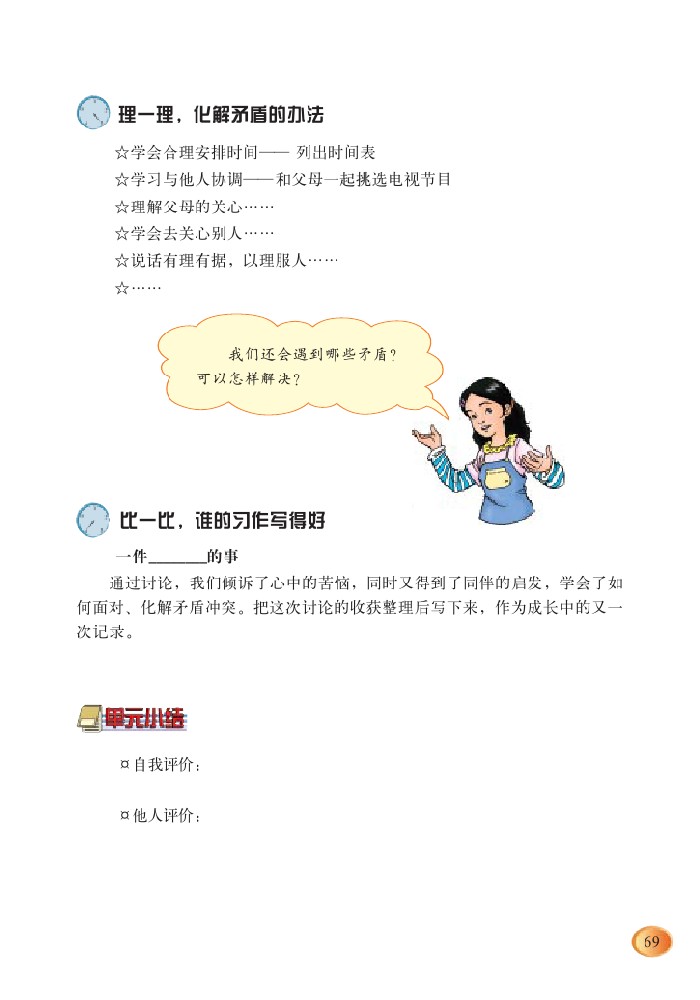 理一理，化解矛盾的办法
☆学会合理安排时间—— 列出时间表
☆学习与他人协调——和父母一起挑选电视节目
☆理解父母的关心……
☆学会去关心别人……
☆说话有理有据，以理服人……
☆……
我们还会遇到哪些矛盾？
可以怎样解决？
比一比，谁的习作写得好
一件________的事
通过讨论，我们倾诉了心中的苦恼，同时又得到了同伴的启发，学会了如
何面对、化解矛盾冲突。把这次讨论的收获整理后写下来，作为成长中的又一
次记录。
单元小结
¤自我评价：
¤他人评价：
69